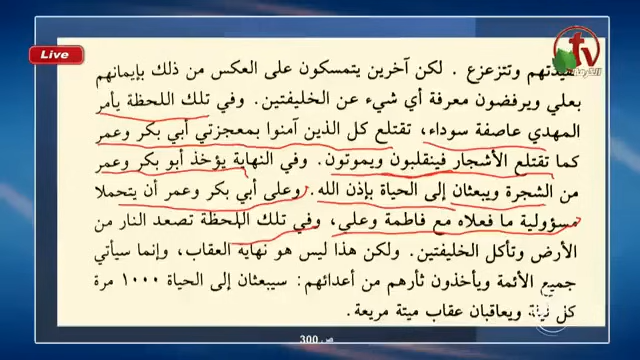 Live
tv
الكرمة
عقيدتهم وتتزعزع . لكن آخرين يتمسكون على العكس من ذلك بإيمانهم
بعلي ويرفضون معرفة أي شيء عن الخليفتين. وفي تلك اللحظة يأمر
المهدي عاصفة سوداء، تقتلع كل الذين آمنوا بمعجزتي أبي بكر وعمر
كما تقتلع الأشجار فينقلبون ويموتون. وفي النهاية يؤخذ أبو بكر وعمر
من الشجرة ويبعثان إلى الحياة بإذن الله. وعلى أبي بكر وعمر أن يتحملا
مسؤولية ما فعلاه مع فاطمة وعلي، وفي تلك اللحظة تصعد النار من
الأرض وتأكل الخليفتين. ولكن هذا ليس هو نهاية العقاب، وإنما سيأتي
جميع الأئمة ويأخذون ثأرهم من أعدائهم: سيبعثان إلى الحياة ١٠٠٠ مرة
كل ليلة ويعاقبان عقاب ميتة مريعة.
ص 300